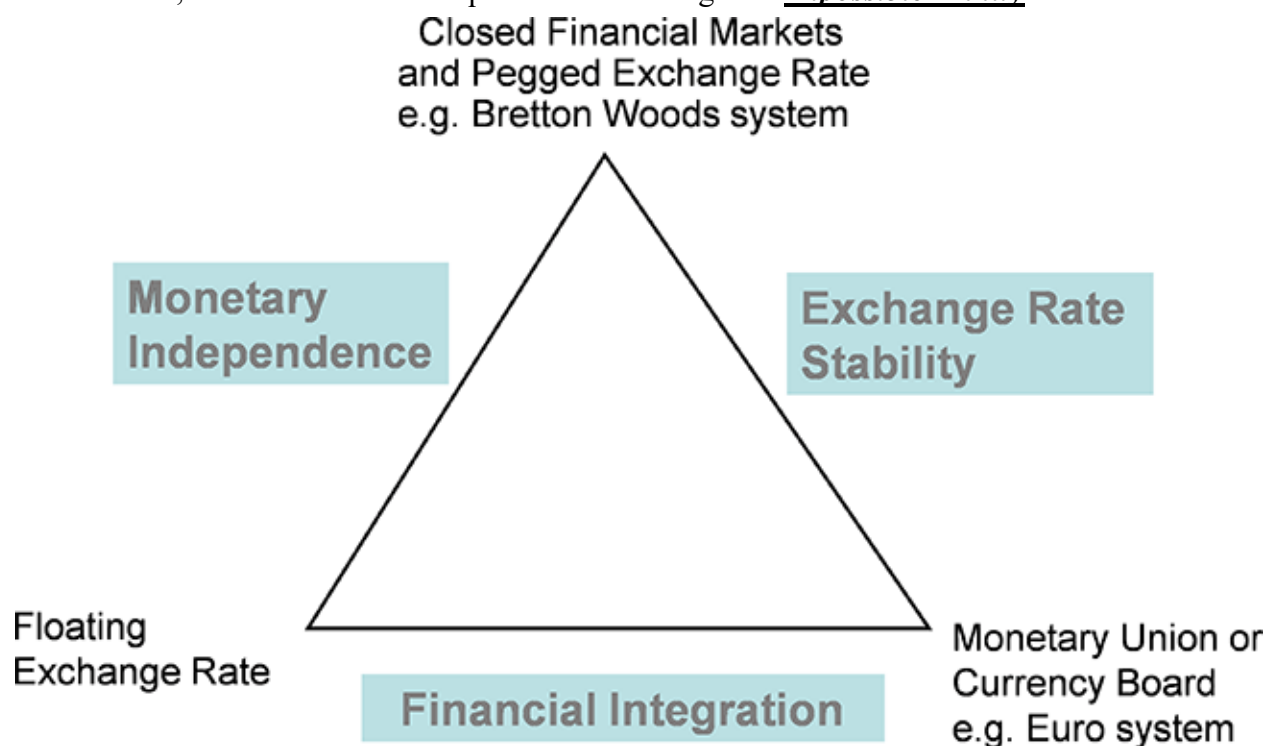 Closed Financial Markets
and Pegged Exchange Rate
e.g. Bretton Woods system
Monetary
Independence
Exchange Rate
Stability
Floating
Exchange Rate
Financial Integration
Monetary Union or
Currency Board
e.g. Euro system